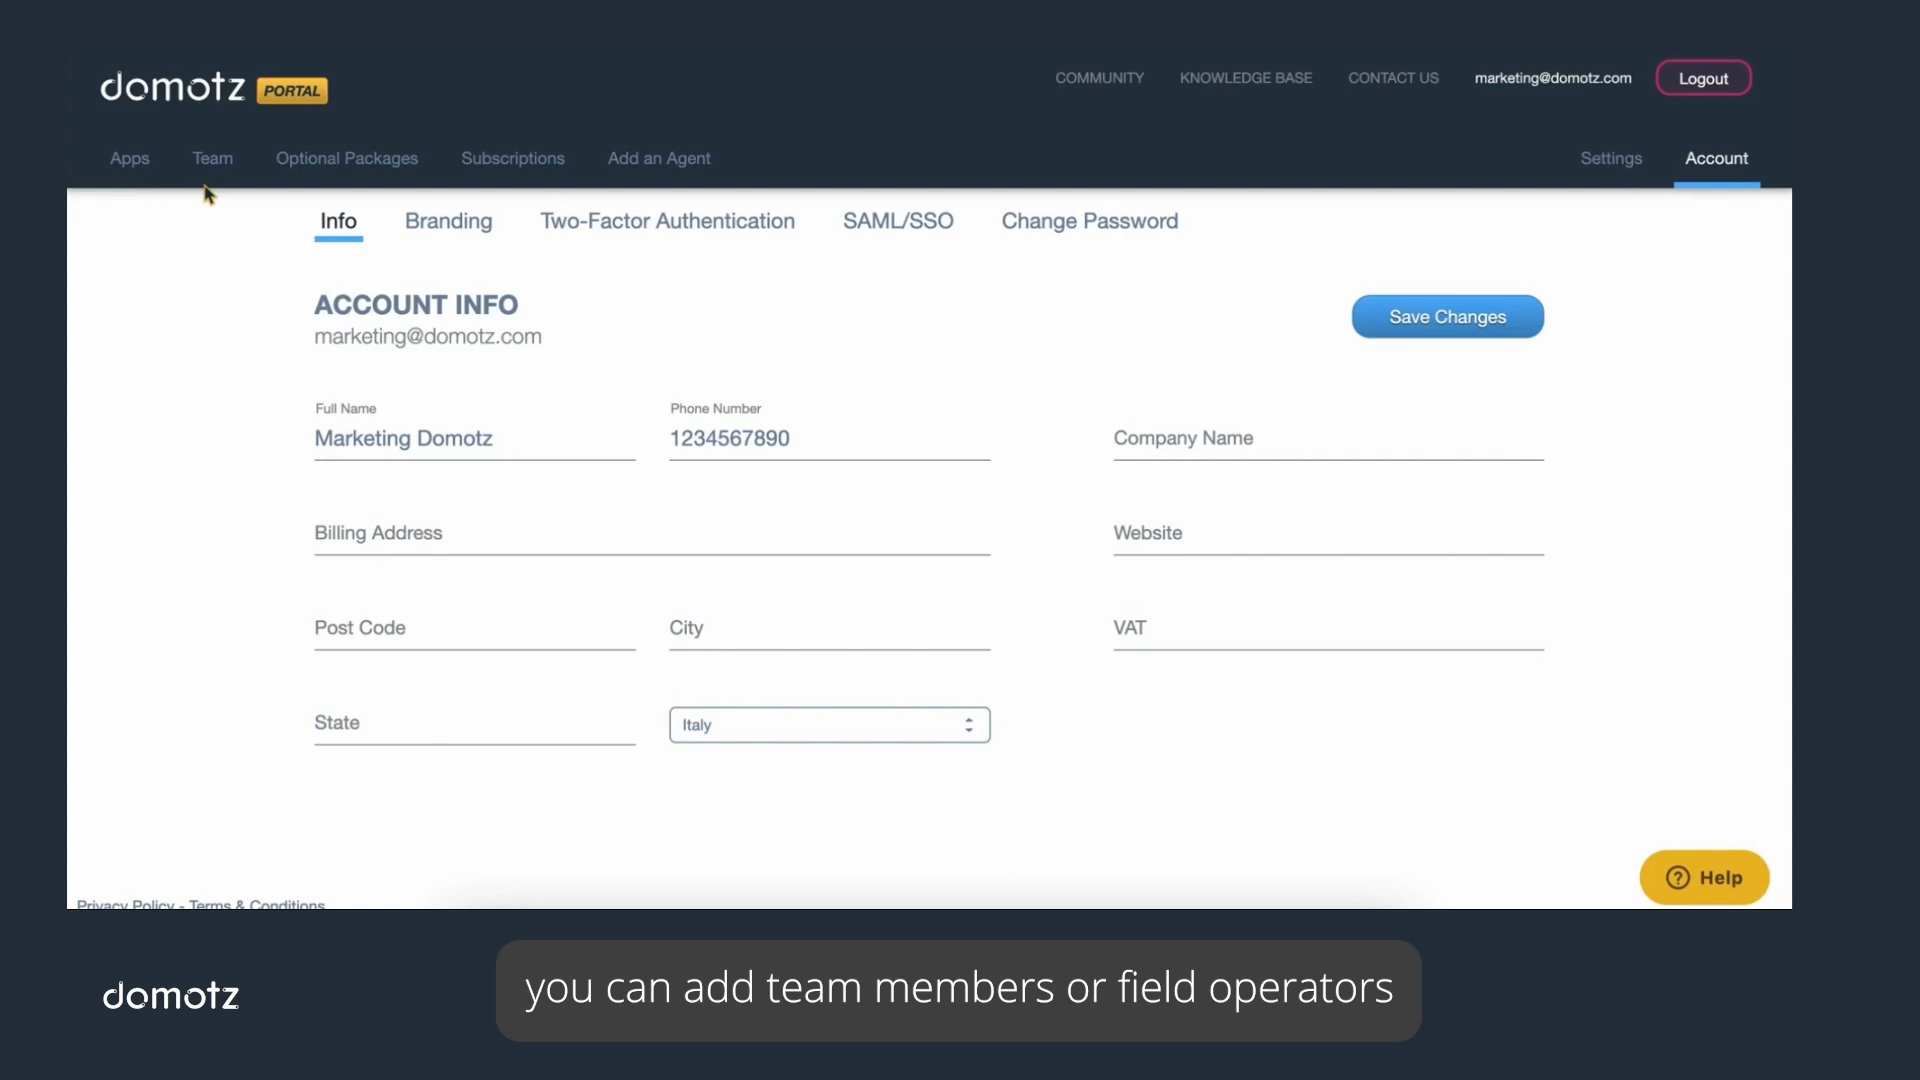 domotz PORTAL
COMMUNITY KNOWLEDGE BASE CONTACT US marketing@domotz.com Logout
Apps Team Optional Packages Subscriptions Add an Agent Settings Account
Info Branding Two-Factor Authentication SAML/SSO Change Password
ACCOUNT INFO
marketing@domotz.com
Save Changes
Full Name Phone Number
Marketing Domotz 1234567890 Company Name
Billing Address Website
Post Code City VAT
State Italy
Help
Privacy Policy - Terms & Conditions
domotz
you can add team members or field operators